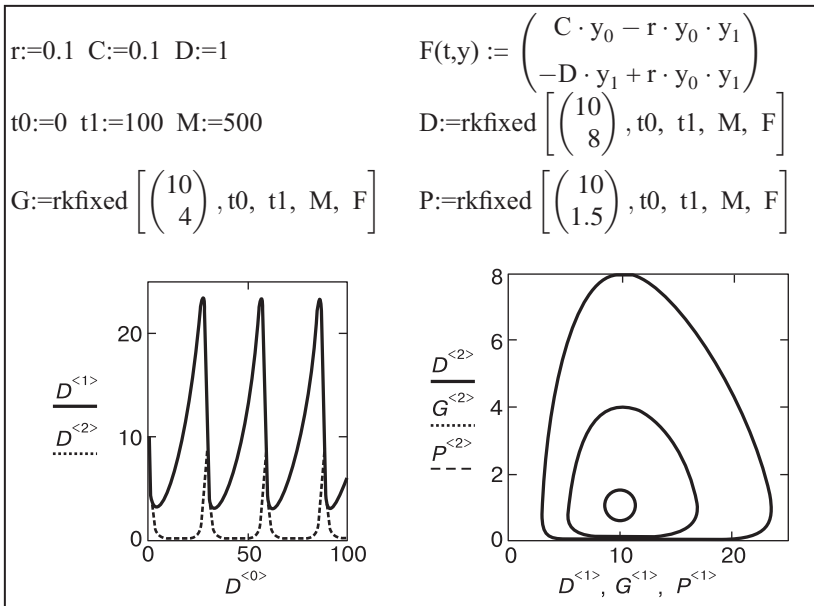 r:=0.1 C:=0.1 D:=1
F(t,y) := ( C · y₀ − r · y₀ · y₁
−D · y₁ + r · y₀ · y₁ )
t0:=0 t1:=100 M:=500
D:=rkfixed [ ( 10
8 ) , t0, t1, M, F ]
G:=rkfixed [ ( 10
4 ) , t0, t1, M, F ]
P:=rkfixed [ ( 10
1.5 ) , t0, t1, M, F ]
20
10
0
D<1>
D<2>
0 50 100
D<0>
8
6
4
2
0
D<2>
G<2>
P<2>
0 10 20
D<1>, G<1>, P<1>